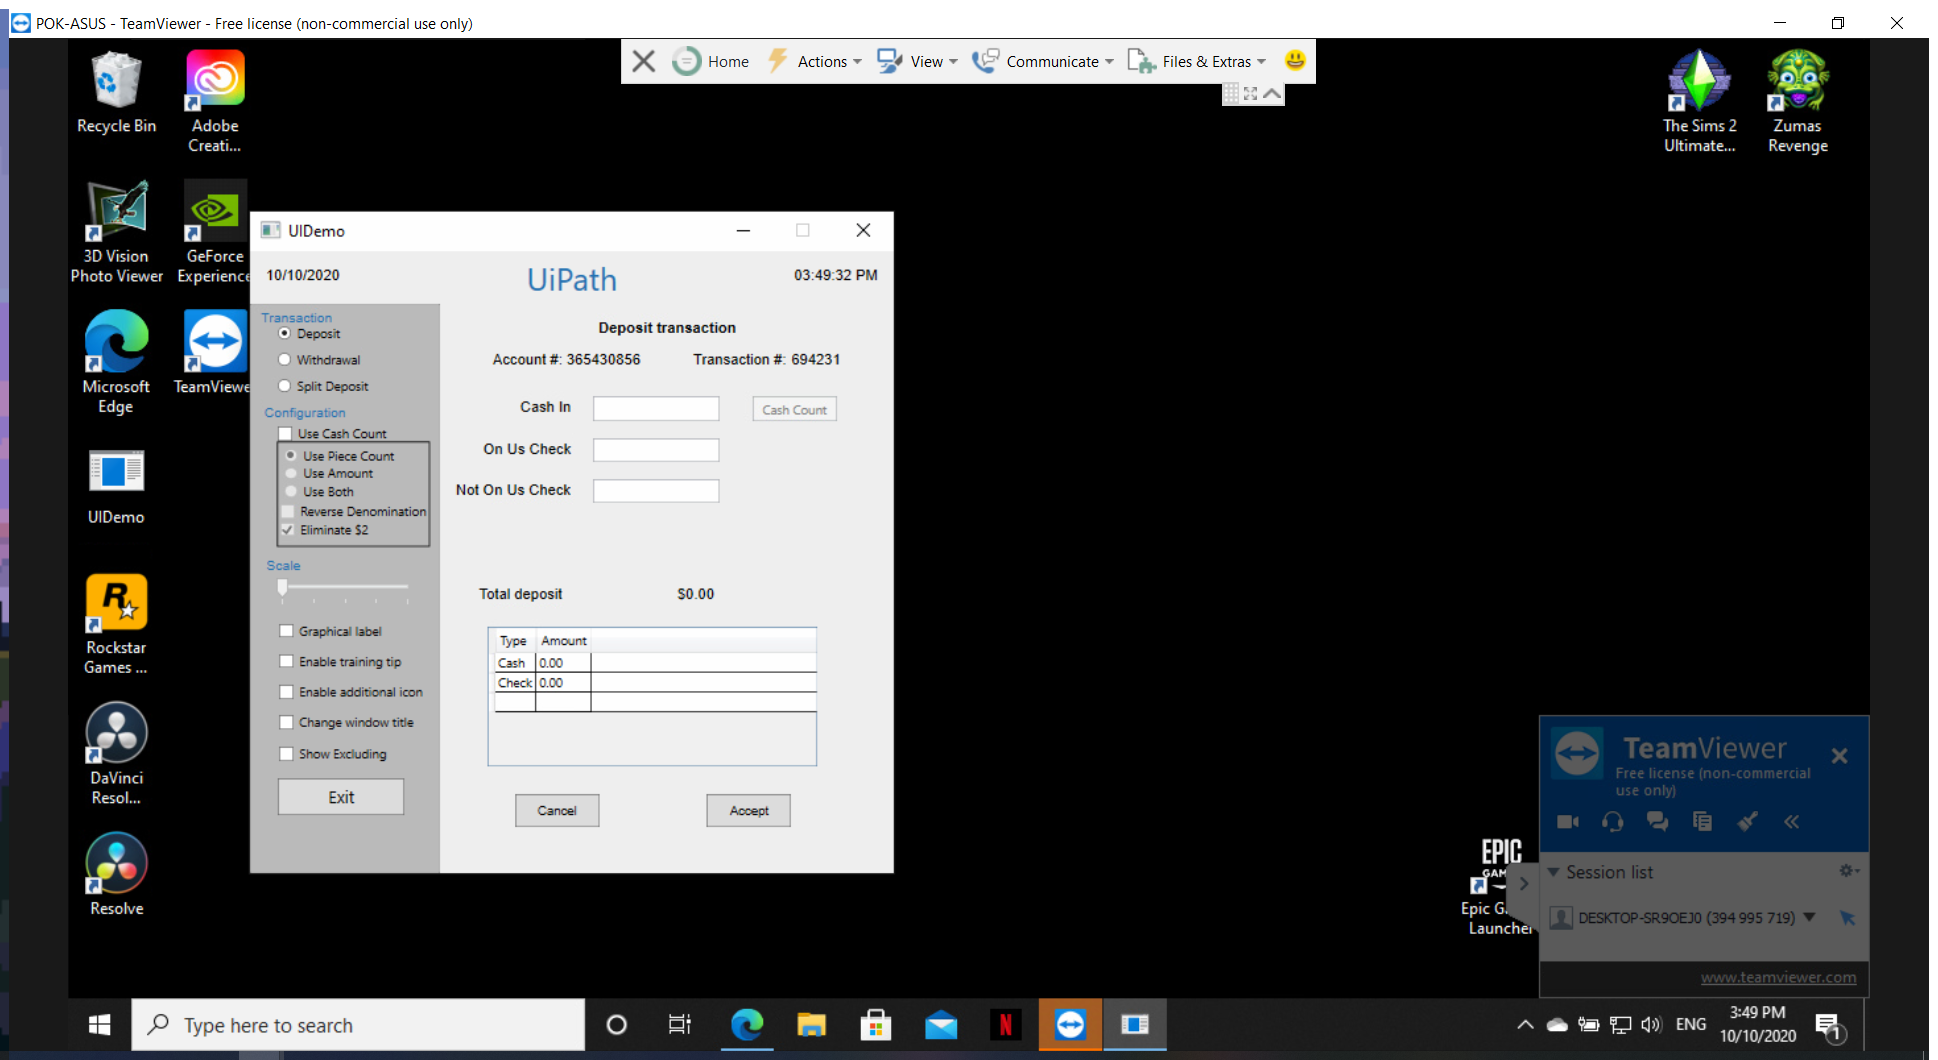 POK-ASUS - TeamViewer - Free license (non-commercial use only)
Home
Actions
View
Communicate
Files & Extras
Recycle Bin
Adobe
Creati...
The Sims 2
Ultimate...
Zumas
Revenge
3D Vision
Photo Viewer
GeForce
Experience
Microsoft
Edge
TeamViewe
UIDemo
Rockstar
Games ...
DaVinci
Resol...
Resolve
UIDemo
10/10/2020
UiPath
03:49:32 PM
Transaction
Deposit
Withdrawal
Split Deposit
Configuration
Use Cash Count
Use Piece Count
Use Amount
Use Both
Reverse Denomination
Eliminate $2
Scale
Graphical label
Enable training tip
Enable additional icon
Change window title
Show Excluding
Exit
Deposit transaction
Account #: 365430856
Transaction #: 694231
Cash In
Cash Count
On Us Check
Not On Us Check
Total deposit
$0.00
Type Amount
Cash 0.00
Check 0.00
Cancel
Accept
EPIC
GAM
Epic G
Launcher
TeamViewer
Free license (non-commercial
use only)
Session list
DESKTOP-SR9OEJ0 (394 995 719)
www.teamviewer.com
Type here to search
N
ENG
3:49 PM
10/10/2020
1